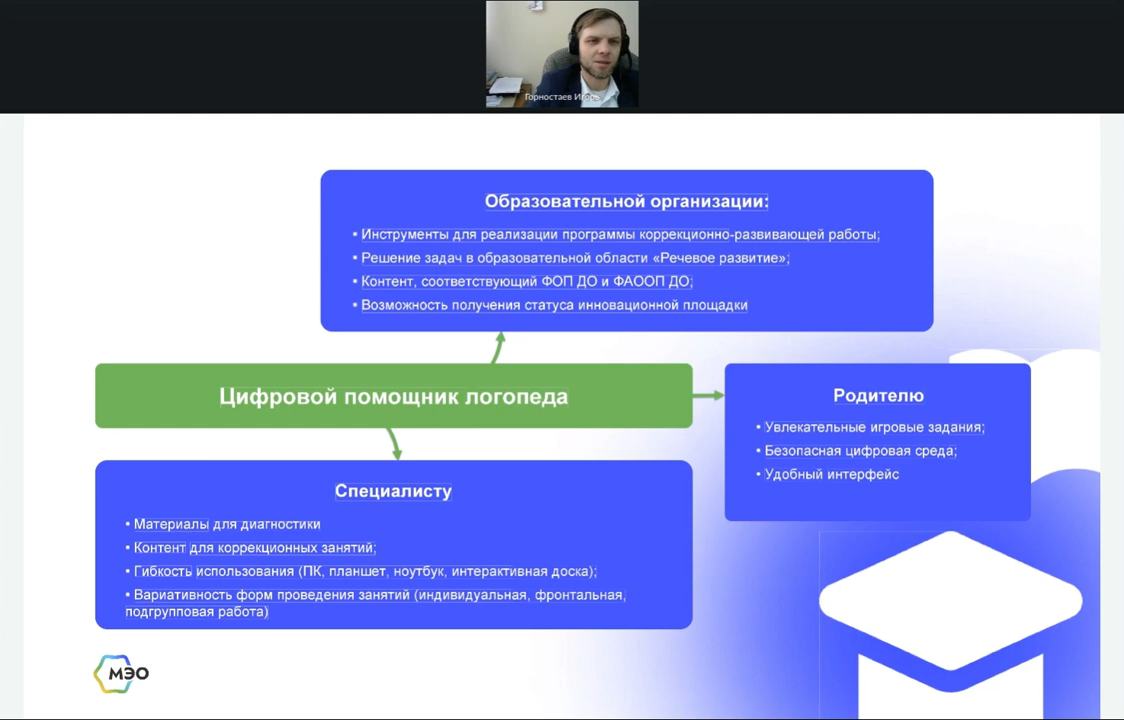 Горностаев Игорь
Образовательной организации:
• Инструменты для реализации программы коррекционно-развивающей работы;
• Решение задач в образовательной области «Речевое развитие»;
• Контент, соответствующий ФОП ДО и ФАООП ДО;
• Возможность получения статуса инновационной площадки
Цифровой помощник логопеда
Родителю
• Увлекательные игровые задания;
• Безопасная цифровая среда;
• Удобный интерфейс
Специалисту
• Материалы для диагностики
• Контент для коррекционных занятий;
• Гибкость использования (ПК, планшет, ноутбук, интерактивная доска);
• Вариативность форм проведения занятий (индивидуальная, фронтальная,
подгрупповая работа)
МЭО